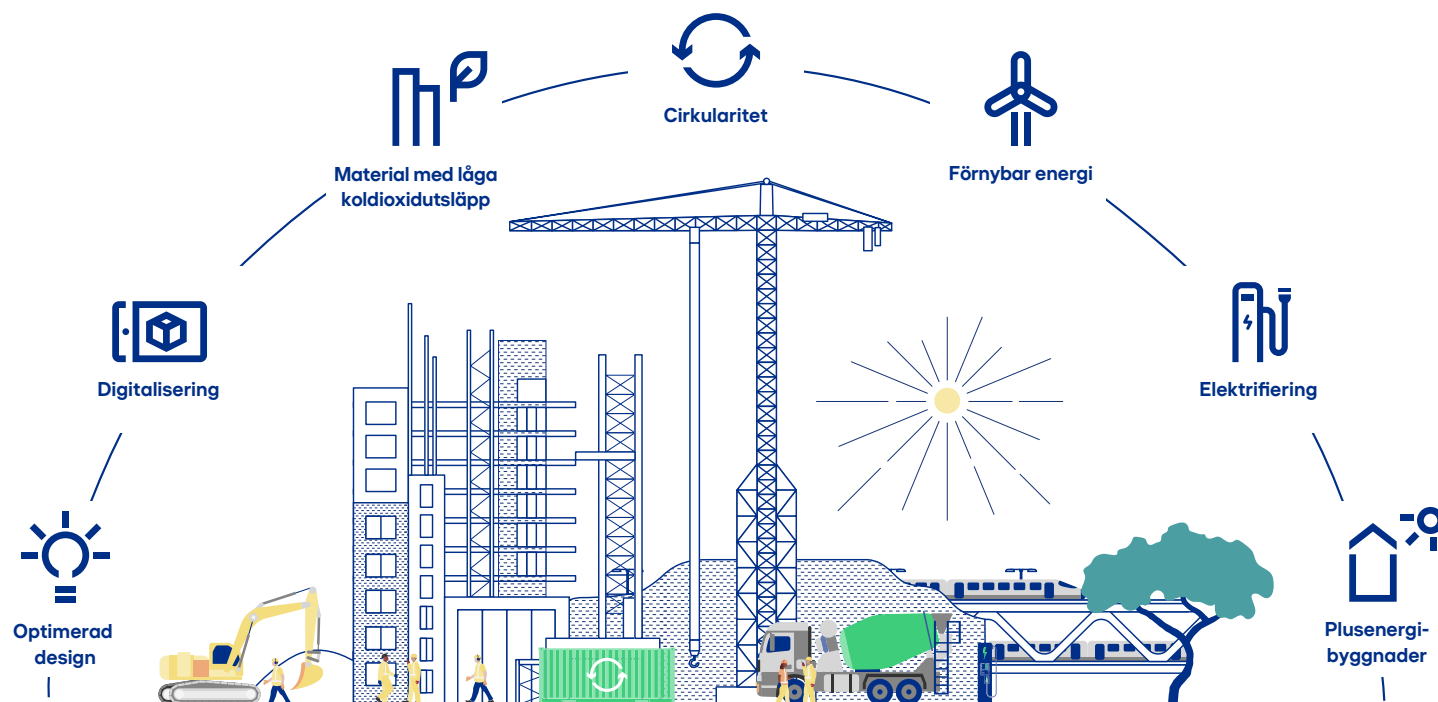 Cirkularitet
Material med låga
koldioxidutsläpp
Förnybar energi
Digitalisering
Elektrifiering
Optimerad
design
Plusenergi-
byggnader